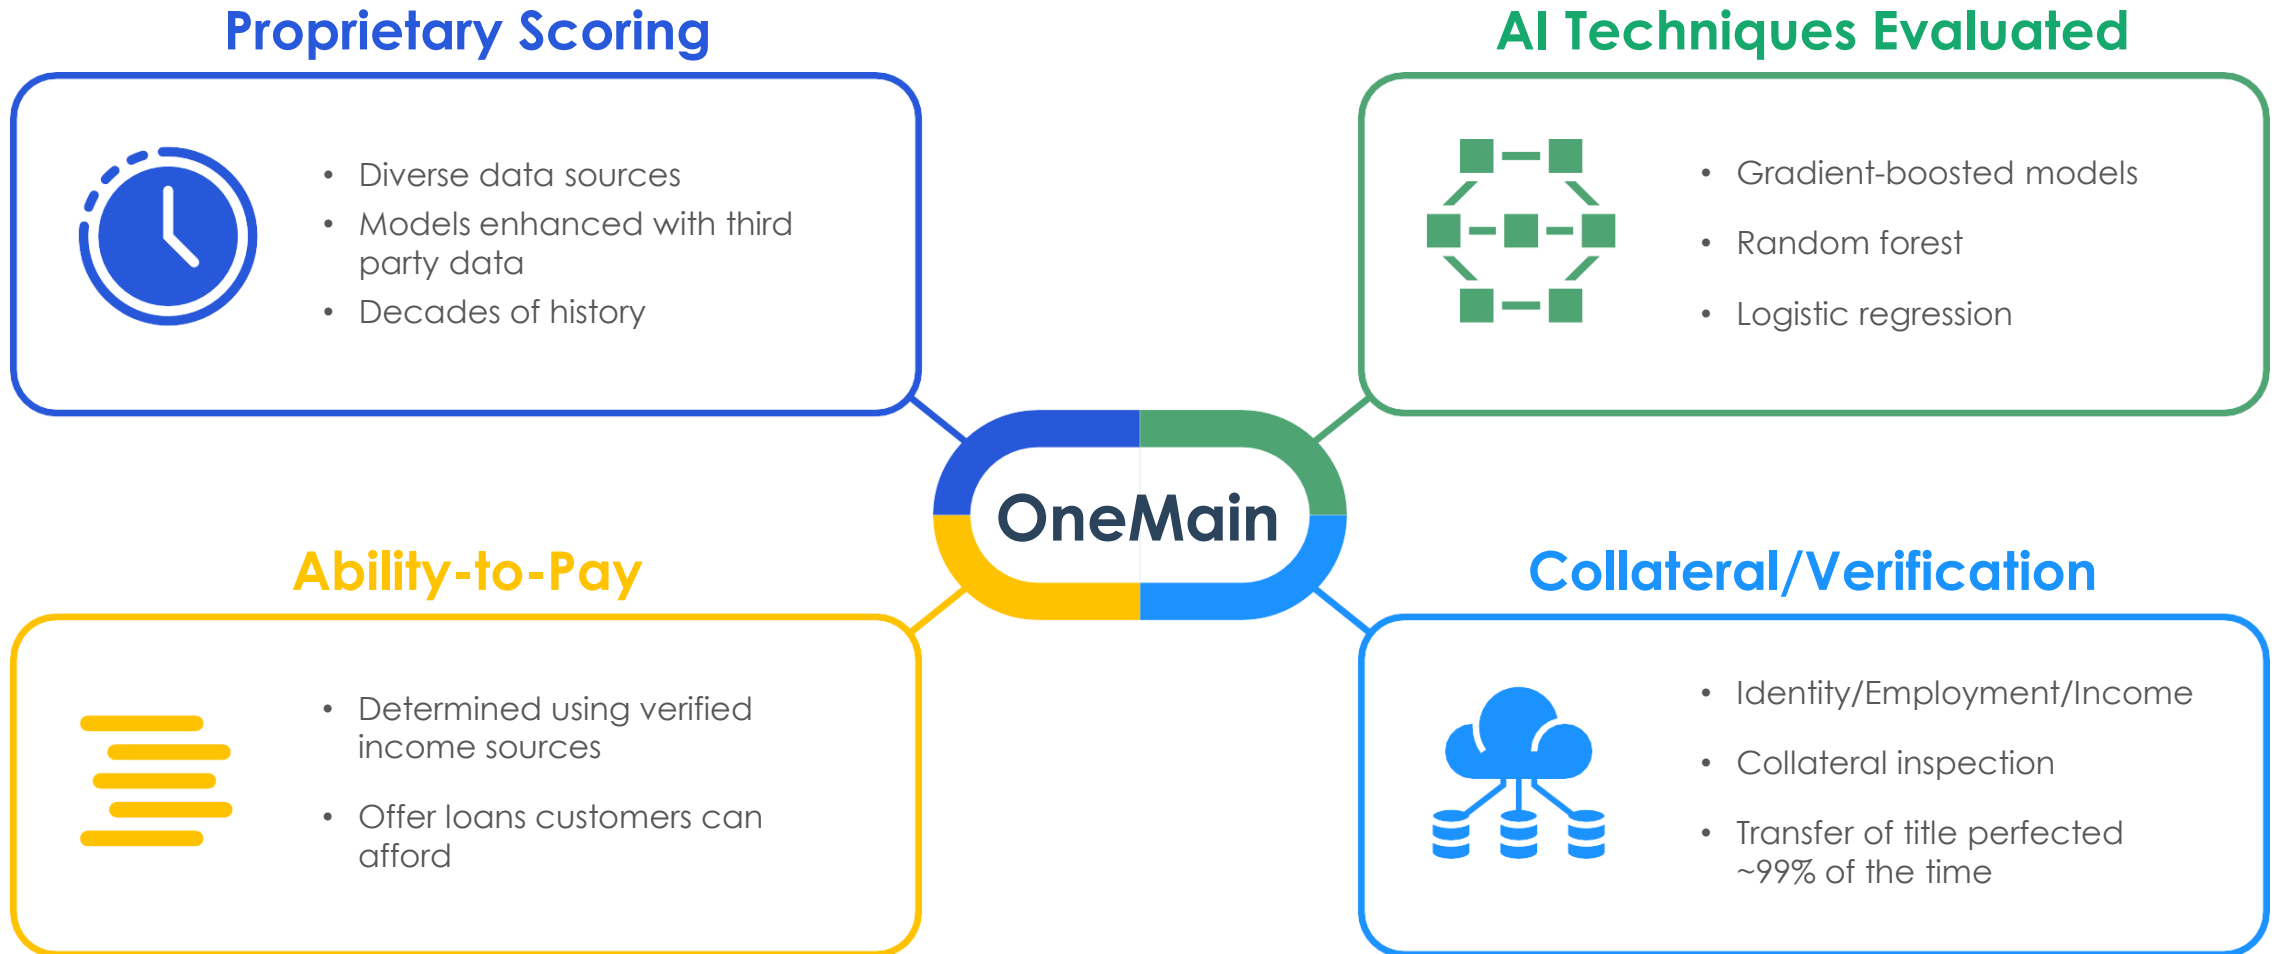 Proprietary Scoring
• Diverse data sources
• Models enhanced with third
party data
• Decades of history
AI Techniques Evaluated
• Gradient-boosted models
• Random forest
• Logistic regression
OneMain
Ability-to-Pay
• Determined using verified
income sources
• Offer loans customers can
afford
Collateral/Verification
• Identity/Employment/Income
• Collateral inspection
• Transfer of title perfected
~99% of the time